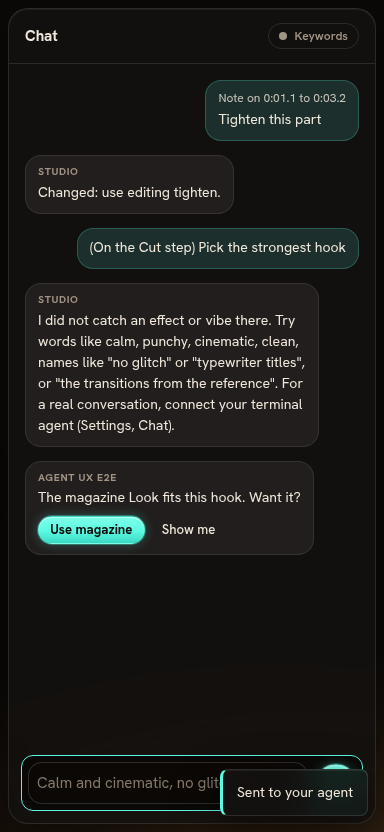 Chat
Keywords
Note on 0:01.1 to 0:03.2
Tighten this part
STUDIO
Changed: use editing tighten.
(On the Cut step) Pick the strongest hook
STUDIO
I did not catch an effect or vibe there. Try
words like calm, punchy, cinematic, clean,
names like "no glitch" or "typewriter titles",
or "the transitions from the reference". For
a real conversation, connect your terminal
agent (Settings, Chat).
AGENT UX E2E
The magazine Look fits this hook. Want it?
Use magazine
Show me
Calm and cinematic, no glit
Sent to your agent